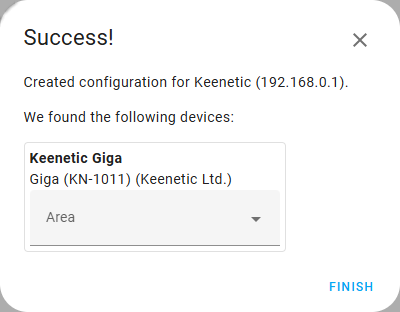 Success!
Created configuration for Keenetic (192.168.0.1).
We found the following devices:
Keenetic Giga
Giga (KN-1011) (Keenetic Ltd.)
Area
FINISH